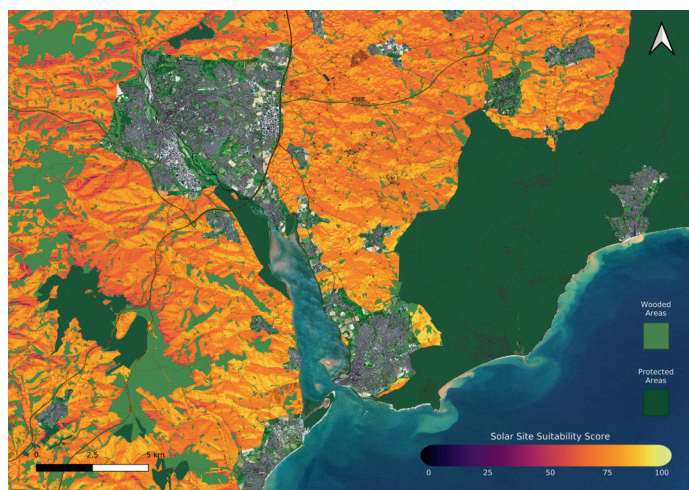 Wooded
Areas
Protected
Areas
Solar Site Suitability Score
0 25 50 75 100
0 2.5 5 km